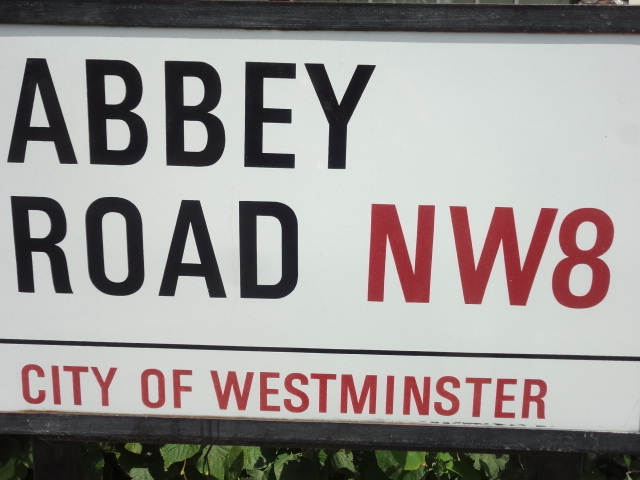 ABBEY
ROAD NW8
CITY OF WESTMINSTER